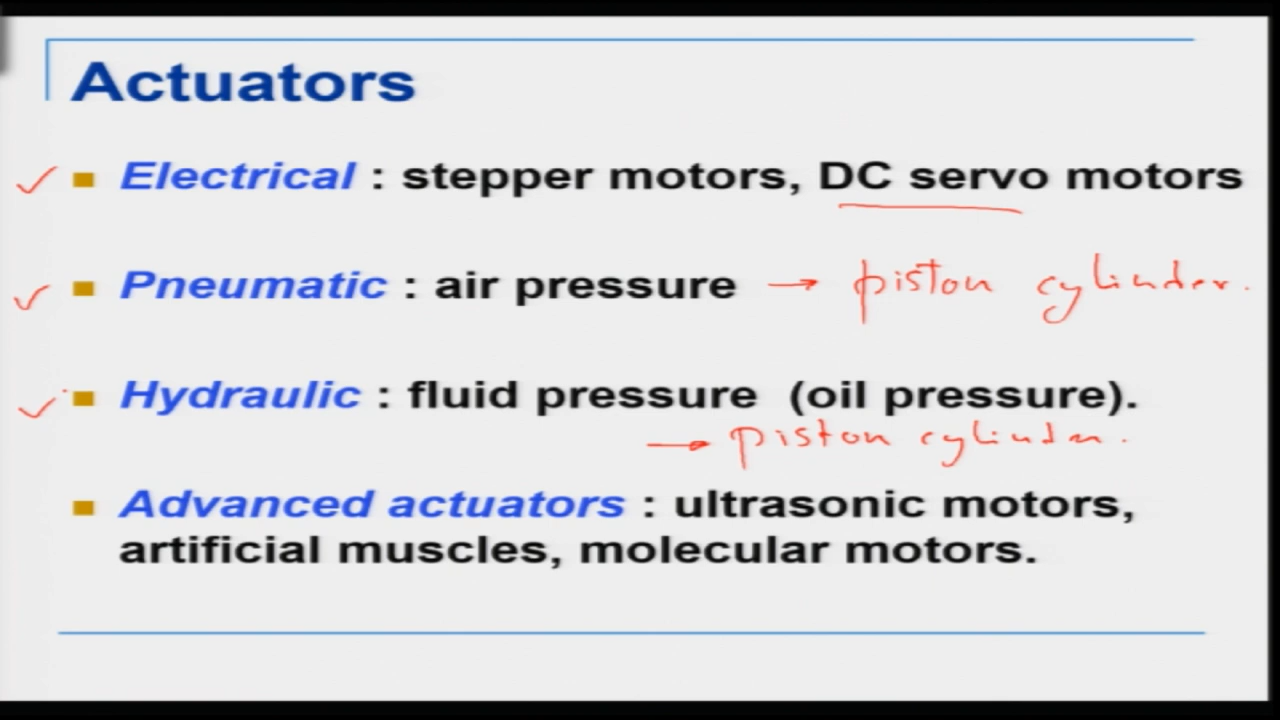 Actuators
Electrical : stepper motors, DC servo motors
Pneumatic : air pressure → piston cylinder.
Hydraulic : fluid pressure (oil pressure).
→ piston cylinder.
Advanced actuators : ultrasonic motors,
artificial muscles, molecular motors.